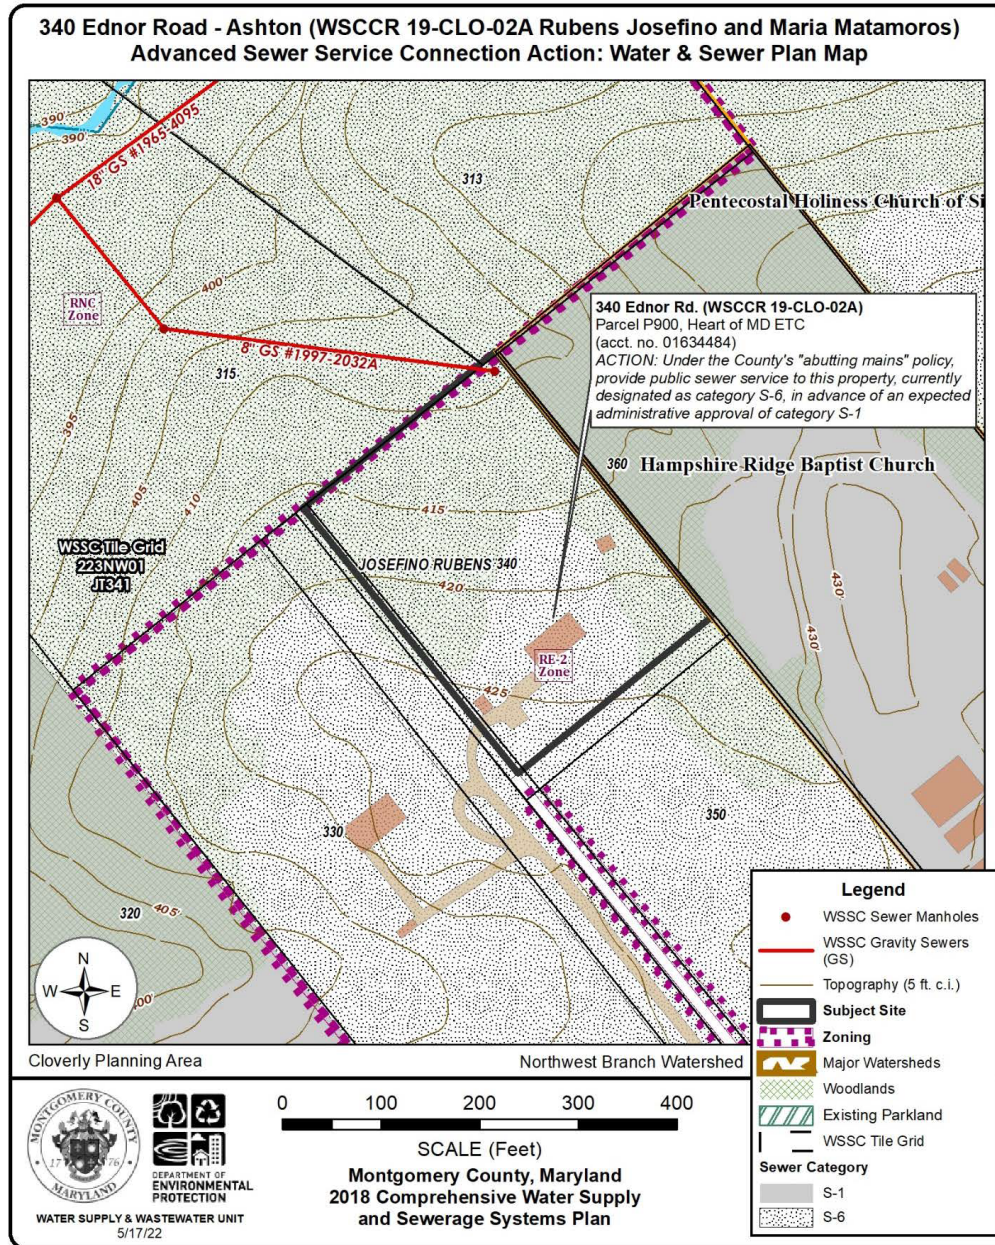 340 Ednor Road - Ashton (WSCCR 19-CLO-02A Rubens Josefino and Maria Matamoros)
Advanced Sewer Service Connection Action: Water & Sewer Plan Map
390'
390'
18" GS #1965-4095
313
Pentecostal Holiness Church of Si
RNC
Zone
400'
8" GS #1997-2032A
315
340 Ednor Rd. (WSCCR 19-CLO-02A)
Parcel P900, Heart of MD ETC
(acct. no. 01634484)
ACTION: Under the County's "abutting mains" policy,
provide public sewer service to this property, currently
designated as category S-6, in advance of an expected
administrative approval of category S-1
395'
405'
410'
360
Hampshire Ridge Baptist Church
415'
WSSC Tile Grid
223NW01
JT341
JOSEFINO RUBENS 340
420'
430'
430'
RE-2
Zone
425'
330
350
320
405'
400'
N
W
E
S
Legend
WSSC Sewer Manholes
WSSC Gravity Sewers
(GS)
Topography (5 ft. c.i.)
Subject Site
Zoning
Major Watersheds
Woodlands
Existing Parkland
WSSC Tile Grid
Sewer Category
S-1
S-6
Cloverly Planning Area
Northwest Branch Watershed
MONTGOMERY COUNTY
17 76
MARYLAND
DEPARTMENT OF
ENVIRONMENTAL
PROTECTION
WATER SUPPLY & WASTEWATER UNIT
5/17/22
0 100 200 300 400
SCALE (Feet)
Montgomery County, Maryland
2018 Comprehensive Water Supply
and Sewerage Systems Plan